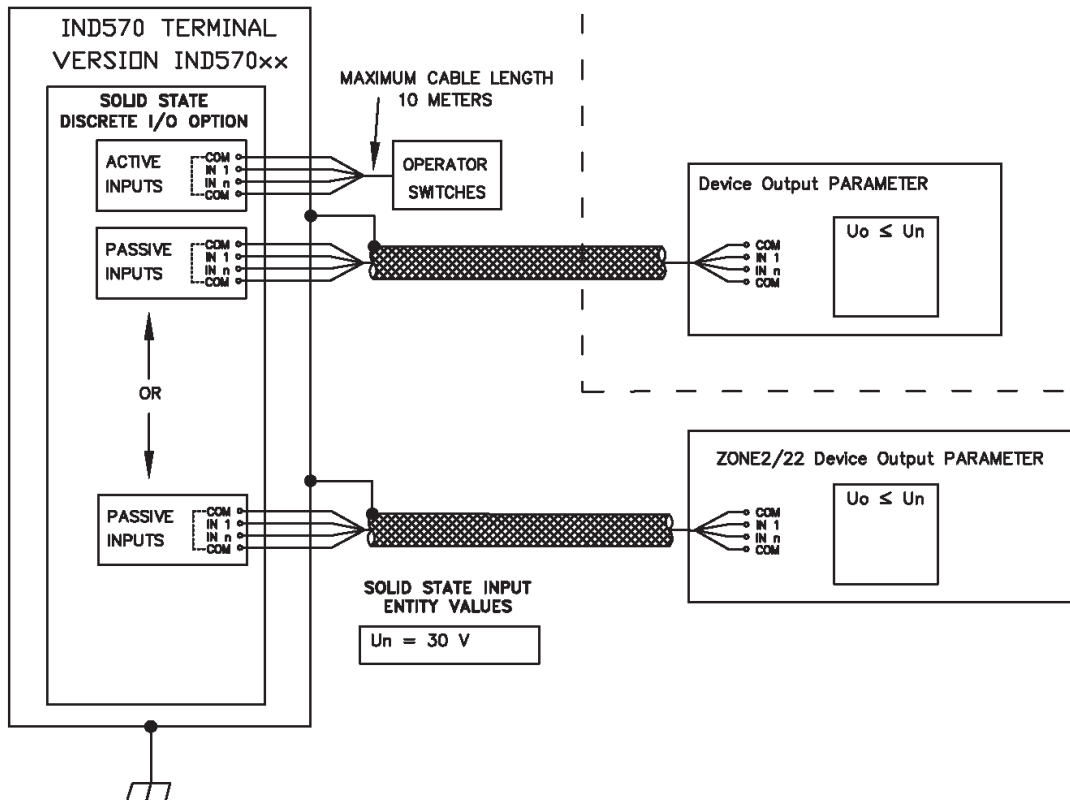 IND570 TERMINAL
VERSION IND570xx
SOLID STATE
DISCRETE I/O OPTION
ACTIVE
INPUTS
COM
IN 1
IN n
COM
MAXIMUM CABLE LENGTH
10 METERS
OPERATOR
SWITCHES
PASSIVE
INPUTS
COM
IN 1
IN n
COM
Device Output PARAMETER
COM
IN 1
IN n
COM
Uo ≤ Un
OR
PASSIVE
INPUTS
COM
IN 1
IN n
COM
ZONE2/22 Device Output PARAMETER
COM
IN 1
IN n
COM
Uo ≤ Un
SOLID STATE INPUT
ENTITY VALUES
Un = 30 V